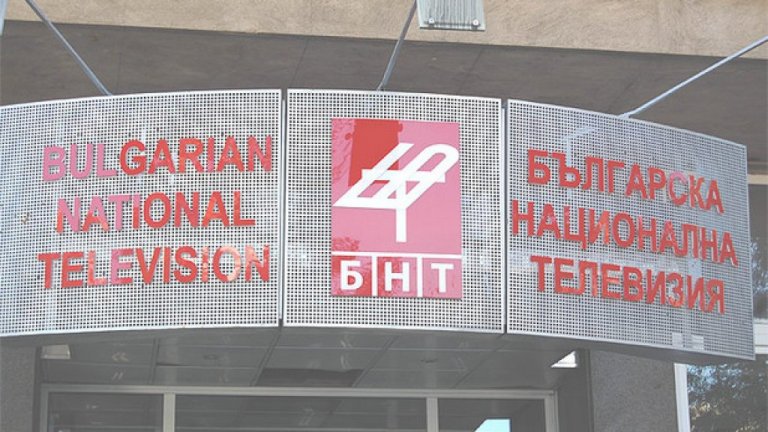 BULGARIAN
NATIONAL
TELEVISION
БНТ
БЪЛГАРСКА
НАЦИОНАЛНА
ТЕЛЕВИЗИЯ